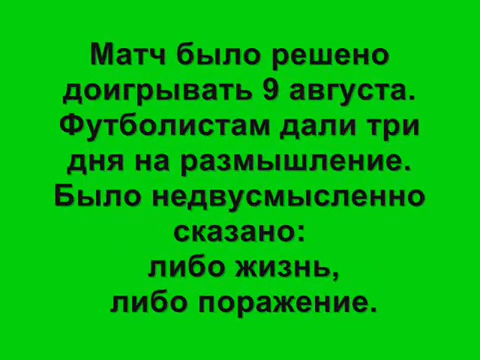 Матч было решено
доигрывать 9 августа.
Футболистам дали три
дня на размышление.
Было недвусмысленно
сказано:
либо жизнь,
либо поражение.